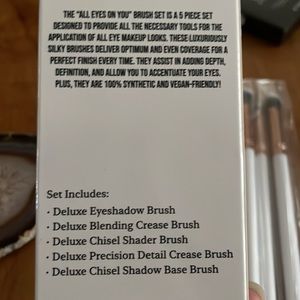 THE "ALL EYES ON YOU" BRUSH SET IS A 5 PIECE SET
DESIGNED TO PROVIDE ALL THE NECESSARY TOOLS FOR THE
APPLICATION OF ALL EYE MAKEUP LOOKS. THESE LUXURIOUSLY
SILKY BRUSHES DELIVER OPTIMUM AND EVEN COVERAGE FOR A
PERFECT FINISH EVERY TIME. THEY ASSIST IN ADDING DEPTH,
DEFINITION, AND ALLOW YOU TO ACCENTUATE YOUR EYES.
PLUS, THEY ARE 100% SYNTHETIC AND VEGAN-FRIENDLY!
Set Includes:
• Deluxe Eyeshadow Brush
• Deluxe Blending Crease Brush
• Deluxe Chisel Shader Brush
• Deluxe Precision Detail Crease Brush
• Deluxe Chisel Shadow Base Brush